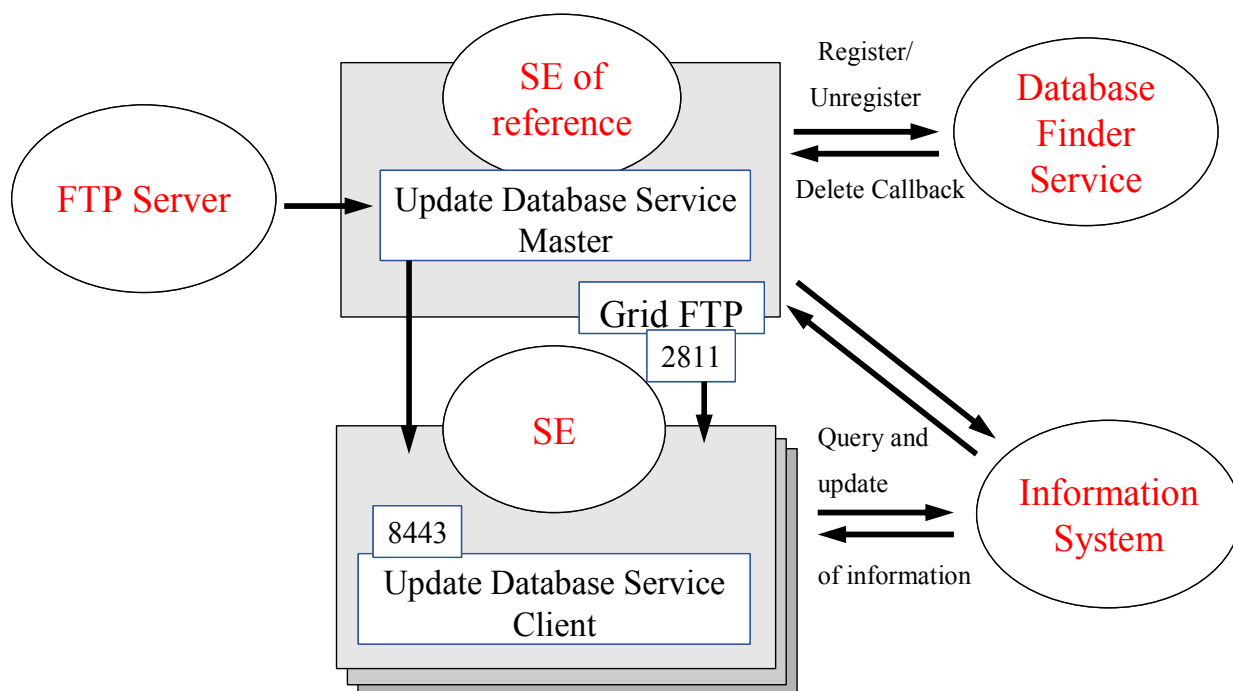 SE of
reference
Register/
Unregister
Database
Finder
Service
FTP Server
Update Database Service
Master
Delete Callback
Grid FTP
2811
SE
Query and
update
of information
Information
System
8443
Update Database Service
Client